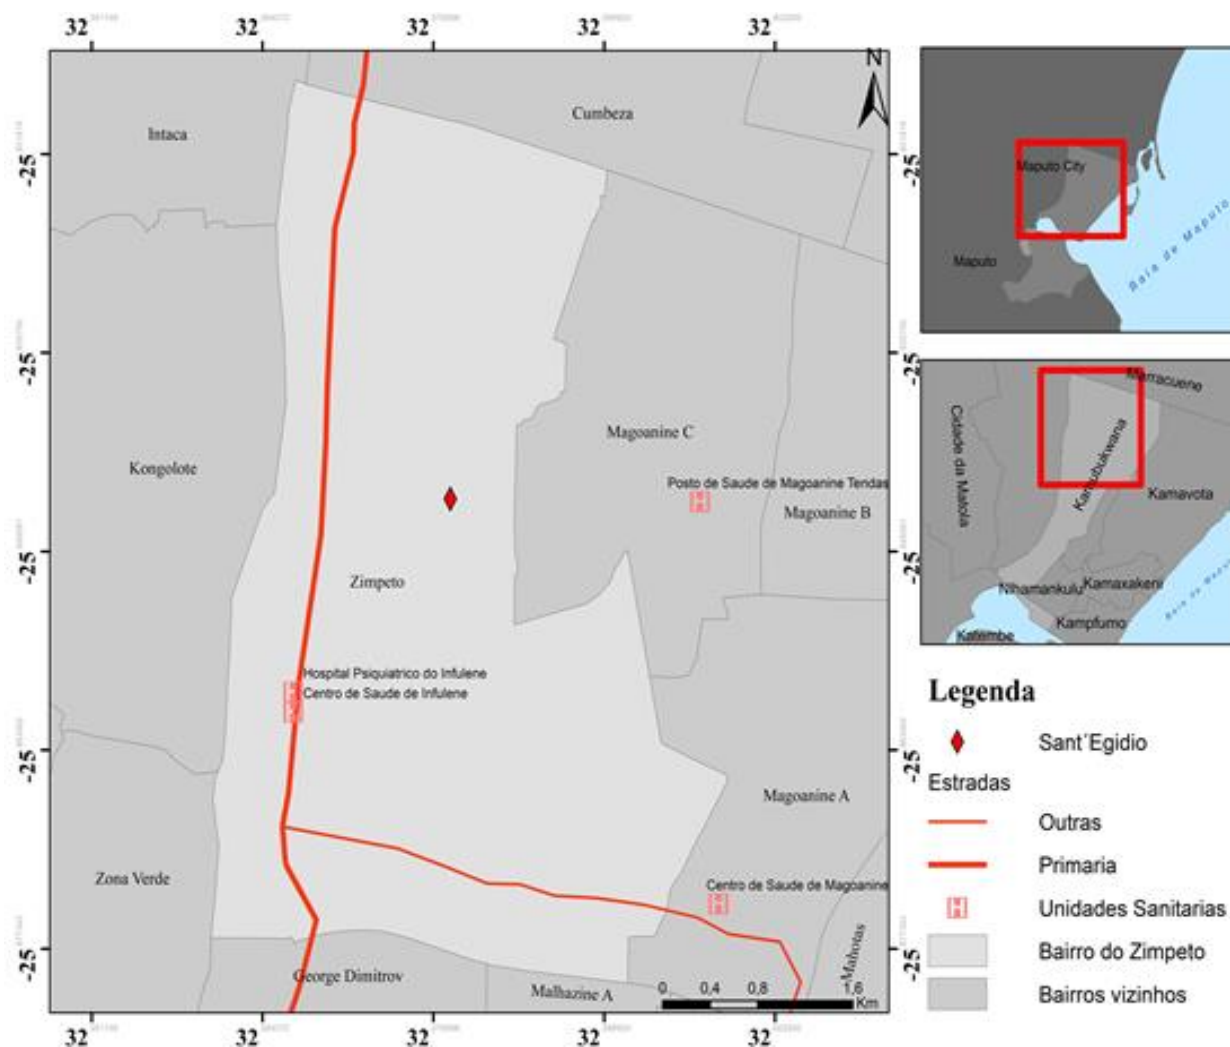 32 32 32 32 32
N
Cumbeza
Intaca
-25 -25
-25 -25
Magoanine C
Kongolote
Posto de Saude de Magoanine Tendas
Magoanine B
-25 -25
Zimpeto
Hospital Psiquiatrico do Infulene
Centro de Saude de Infulene
-25 -25
Magoanine A
Zona Verde
Centro de Saude de Magoanine
Mahotas
-25 -25
George Dimitrov
Malhazine A
0 0,4 0,8 1,6
Km
32 32 32 32 32
Maputo City
Maputo
Baia de Maputo
Marracuene
Cidade da Matola
Kamubukwana
Kamavota
Nlhamankulu
Kamaxakeni
Kampfumo
Katembe
Legenda
Sant´Egidio
Estradas
Outras
Primaria
Unidades Sanitarias
Bairro do Zimpeto
Bairros vizinhos